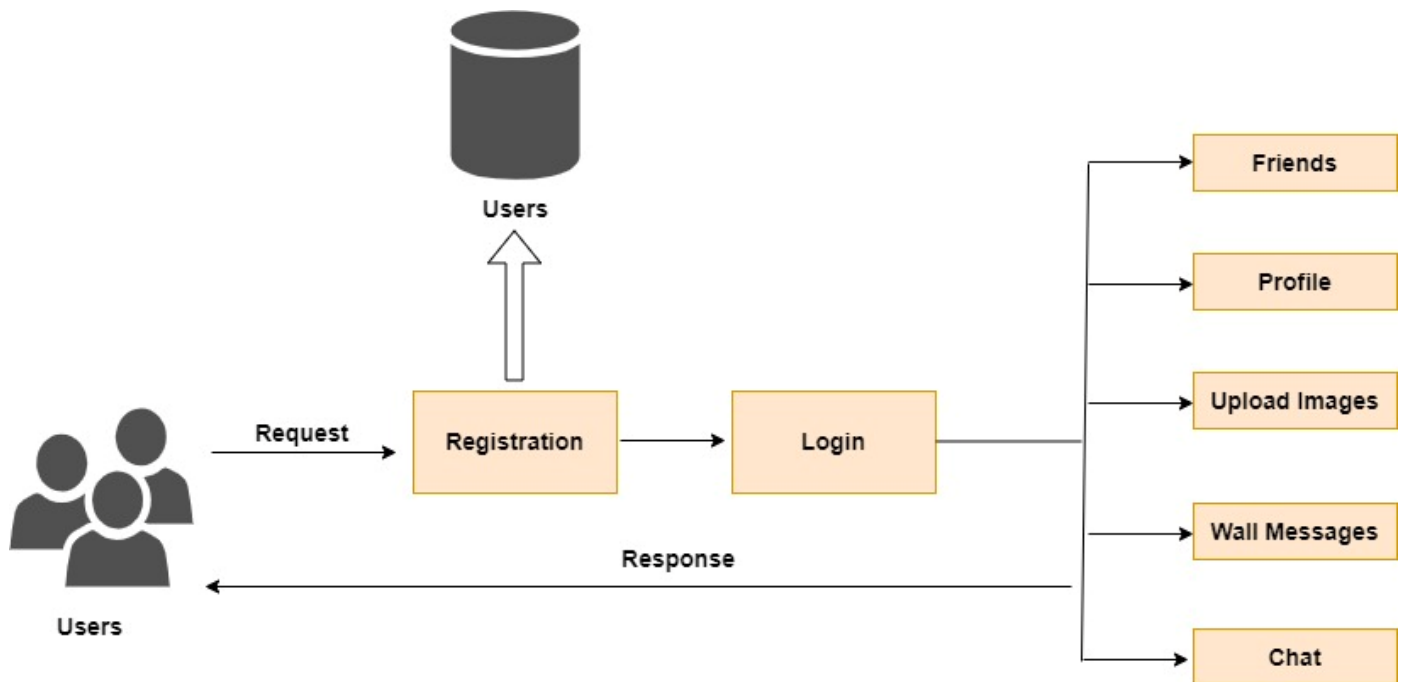 Users
Friends
Profile
Upload Images
Request
Registration
Login
Wall Messages
Response
Users
Chat